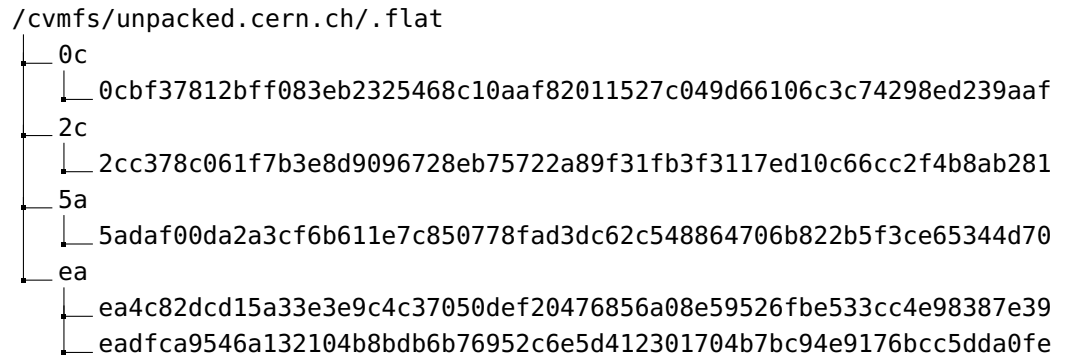 /cvmfs/unpacked.cern.ch/.flat
0c
0cbf37812bff083eb2325468c10aaf82011527c049d66106c3c74298ed239aaf
2c
2cc378c061f7b3e8d9096728eb75722a89f31fb3f3117ed10c66cc2f4b8ab281
5a
5adaf00da2a3cf6b611e7c850778fad3dc62c548864706b822b5f3ce65344d70
ea
ea4c82dcd15a33e3e9c4c37050def20476856a08e59526fbe533cc4e98387e39
eadfca9546a132104b8bdb6b76952c6e5d412301704b7bc94e9176bcc5dda0fe